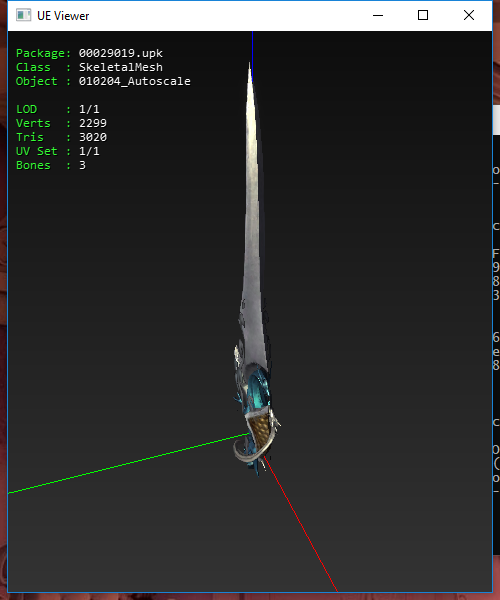 UE Viewer
Package: 00029019.upk
Class  : SkeletalMesh
Object : 010204_Autoscale
LOD    : 1/1
Verts  : 2299
Tris   : 3020
UV Set : 1/1
Bones  : 3